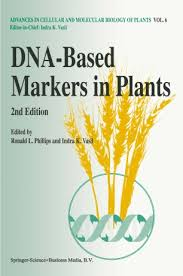 ADVANCES IN CELLULAR AND MOLECULAR BIOLOGY OF PLANTS VOL. 6
Editor-in-Chief: Indra K. Vasil
DNA-Based
Markers in Plants
2nd Edition
Edited by
Ronald L. Phillips and Indra K. Vasil
Springer-Science+Business Media, B.V.